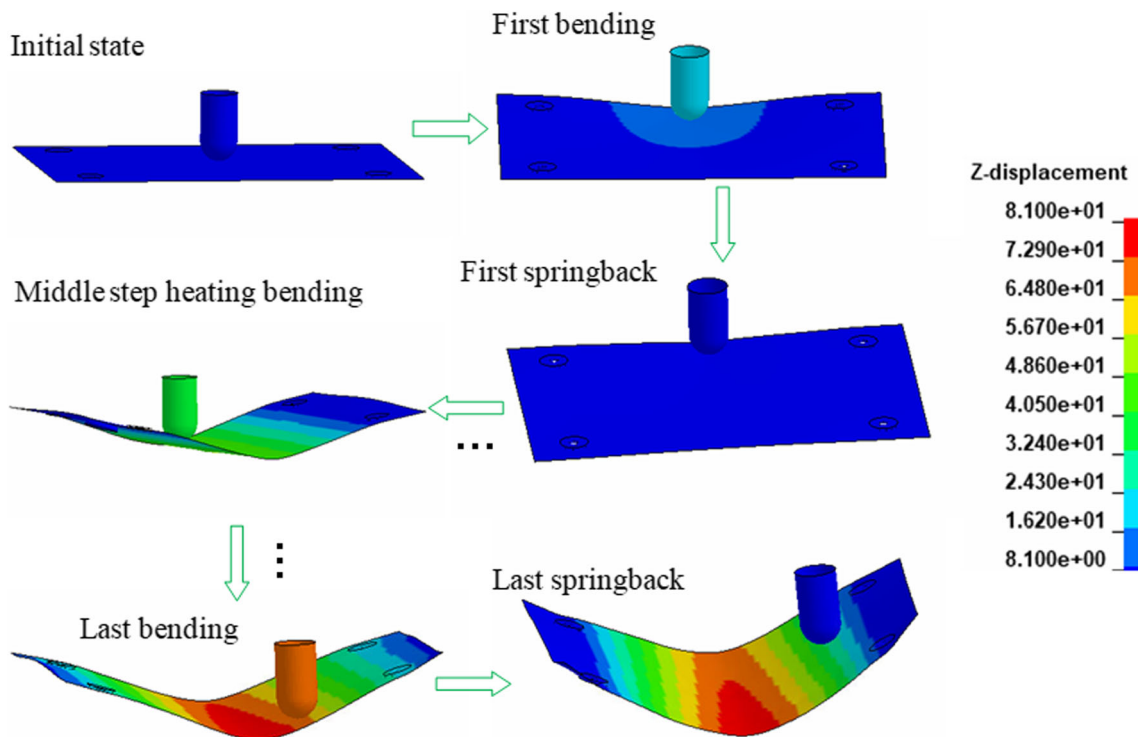 Initial state
First bending
First springback
Middle step heating bending
...
...
Last bending
Last springback
Z-displacement
8.100e+01
7.290e+01
6.480e+01
5.670e+01
4.860e+01
4.050e+01
3.240e+01
2.430e+01
1.620e+01
8.100e+00